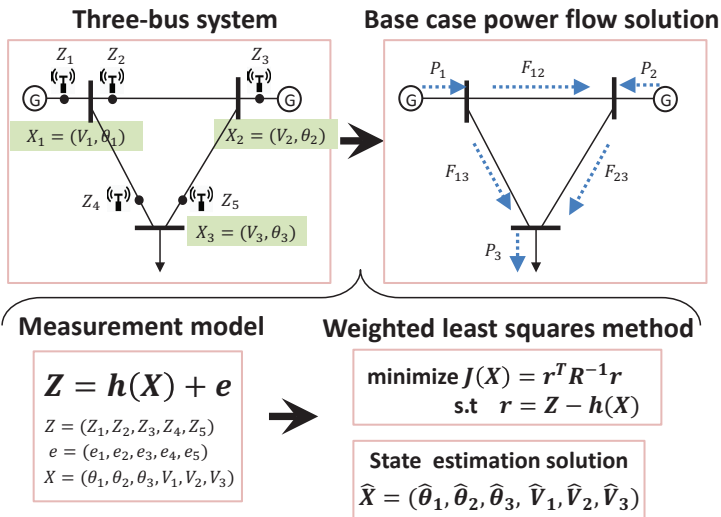 Three-bus system
Z₁ Z₂ Z₃
G G
X₁ = (V₁, θ₁)
X₂ = (V₂, θ₂)
Z₄ Z₅
X₃ = (V₃, θ₃)
Base case power flow solution
P₁ F₁₂ P₂
G G
F₁₃ F₂₃
P₃
Measurement model
Z = h(X) + e
Z = (Z₁, Z₂, Z₃, Z₄, Z₅)
e = (e₁, e₂, e₃, e₄, e₅)
X = (θ₁, θ₂, θ₃, V₁, V₂, V₃)
Weighted least squares method
minimize J(X) = rᵀR⁻¹r
s.t r = Z − h(X)
State estimation solution
X̂ = (θ̂₁, θ̂₂, θ̂₃, V̂₁, V̂₂, V̂₃)